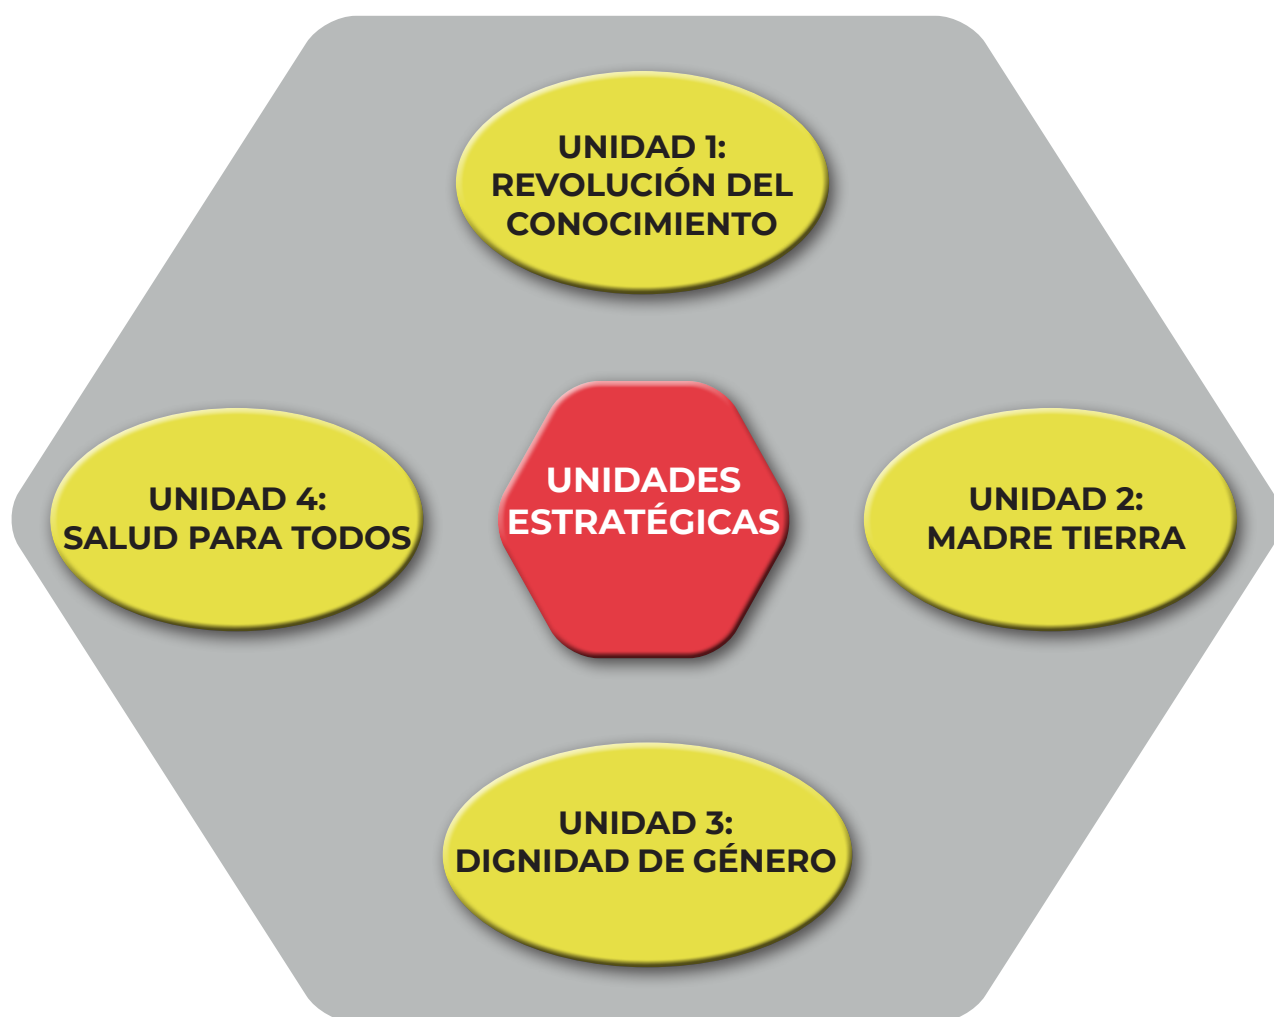 UNIDAD 1:
REVOLUCIÓN DEL
CONOCIMIENTO
UNIDADES
ESTRATÉGICAS
UNIDAD 4:
SALUD PARA TODOS
UNIDAD 2:
MADRE TIERRA
UNIDAD 3:
DIGNIDAD DE GÉNERO